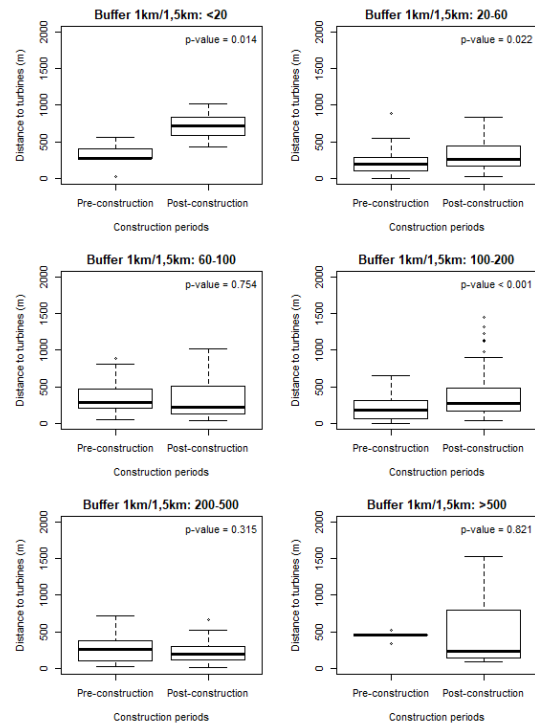 Buffer 1km/1,5km: <20
p-value = 0.014
Distance to turbines (m)
0 500 1000 1500 2000
Pre-construction Post-construction
Construction periods
Buffer 1km/1,5km: 20-60
p-value = 0.022
Distance to turbines (m)
0 500 1000 1500 2000
Pre-construction Post-construction
Construction periods
Buffer 1km/1,5km: 60-100
p-value = 0.754
Distance to turbines (m)
0 500 1000 1500 2000
Pre-construction Post-construction
Construction periods
Buffer 1km/1,5km: 100-200
p-value < 0.001
Distance to turbines (m)
0 500 1000 1500 2000
Pre-construction Post-construction
Construction periods
Buffer 1km/1,5km: 200-500
p-value = 0.315
Distance to turbines (m)
0 500 1000 1500 2000
Pre-construction Post-construction
Construction periods
Buffer 1km/1,5km: >500
p-value = 0.821
Distance to turbines (m)
0 500 1000 1500 2000
Pre-construction Post-construction
Construction periods